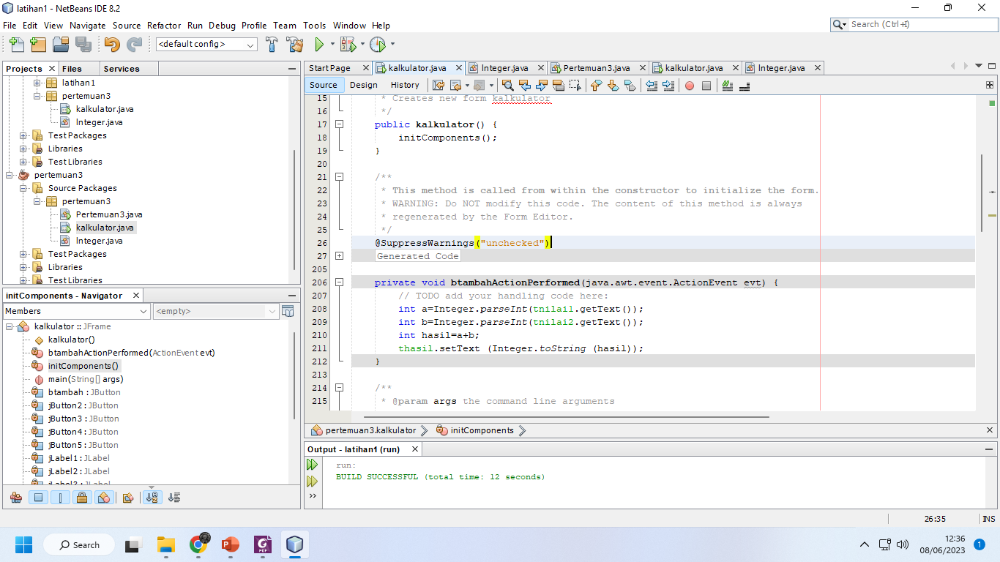 latihan1 - NetBeans IDE 8.2
File Edit View Navigate Source Refactor Run Debug Profile Team Tools Window Help
Search (Ctrl+I)
<default config>
Projects Files Services
latihan1
pertemuan3
kalkulator.java
Integer.java
Test Packages
Libraries
Test Libraries
pertemuan3
Source Packages
pertemuan3
Pertemuan3.java
kalkulator.java
Integer.java
Test Packages
Libraries
Test Libraries
initComponents - Navigator
Members <empty>
kalkulator :: JFrame
kalkulator()
btambahActionPerformed(ActionEvent evt)
initComponents()
main(String[] args)
btambah : JButton
jButton2 : JButton
jButton3 : JButton
jButton4 : JButton
jButton5 : JButton
jLabel1 : JLabel
jLabel2 : JLabel
jLabel3 : JLabel
Start Page kalkulator.java Integer.java Pertemuan3.java kalkulator.java Integer.java
Source Design History
15 * Creates new form kalkulator
16 */
17 public kalkulator() {
18 initComponents();
19 }
20
21 /**
22 * This method is called from within the constructor to initialize the form.
23 * WARNING: Do NOT modify this code. The content of this method is always
24 * regenerated by the Form Editor.
25 */
26 @SuppressWarnings("unchecked")
27 Generated Code
205
206 private void btambahActionPerformed(java.awt.event.ActionEvent evt) {
207 // TODO add your handling code here:
208 int a=Integer.parseInt(tnilai1.getText());
209 int b=Integer.parseInt(tnilai2.getText());
210 int hasil=a+b;
211 thasil.setText (Integer.toString (hasil));
212 }
213
214 /**
215 * @param args the command line arguments
pertemuan3.kalkulator initComponents
Output - latihan1 (run)
run:
BUILD SUCCESSFUL (total time: 12 seconds)
26:35 INS
Search
12:36
08/06/2023
1